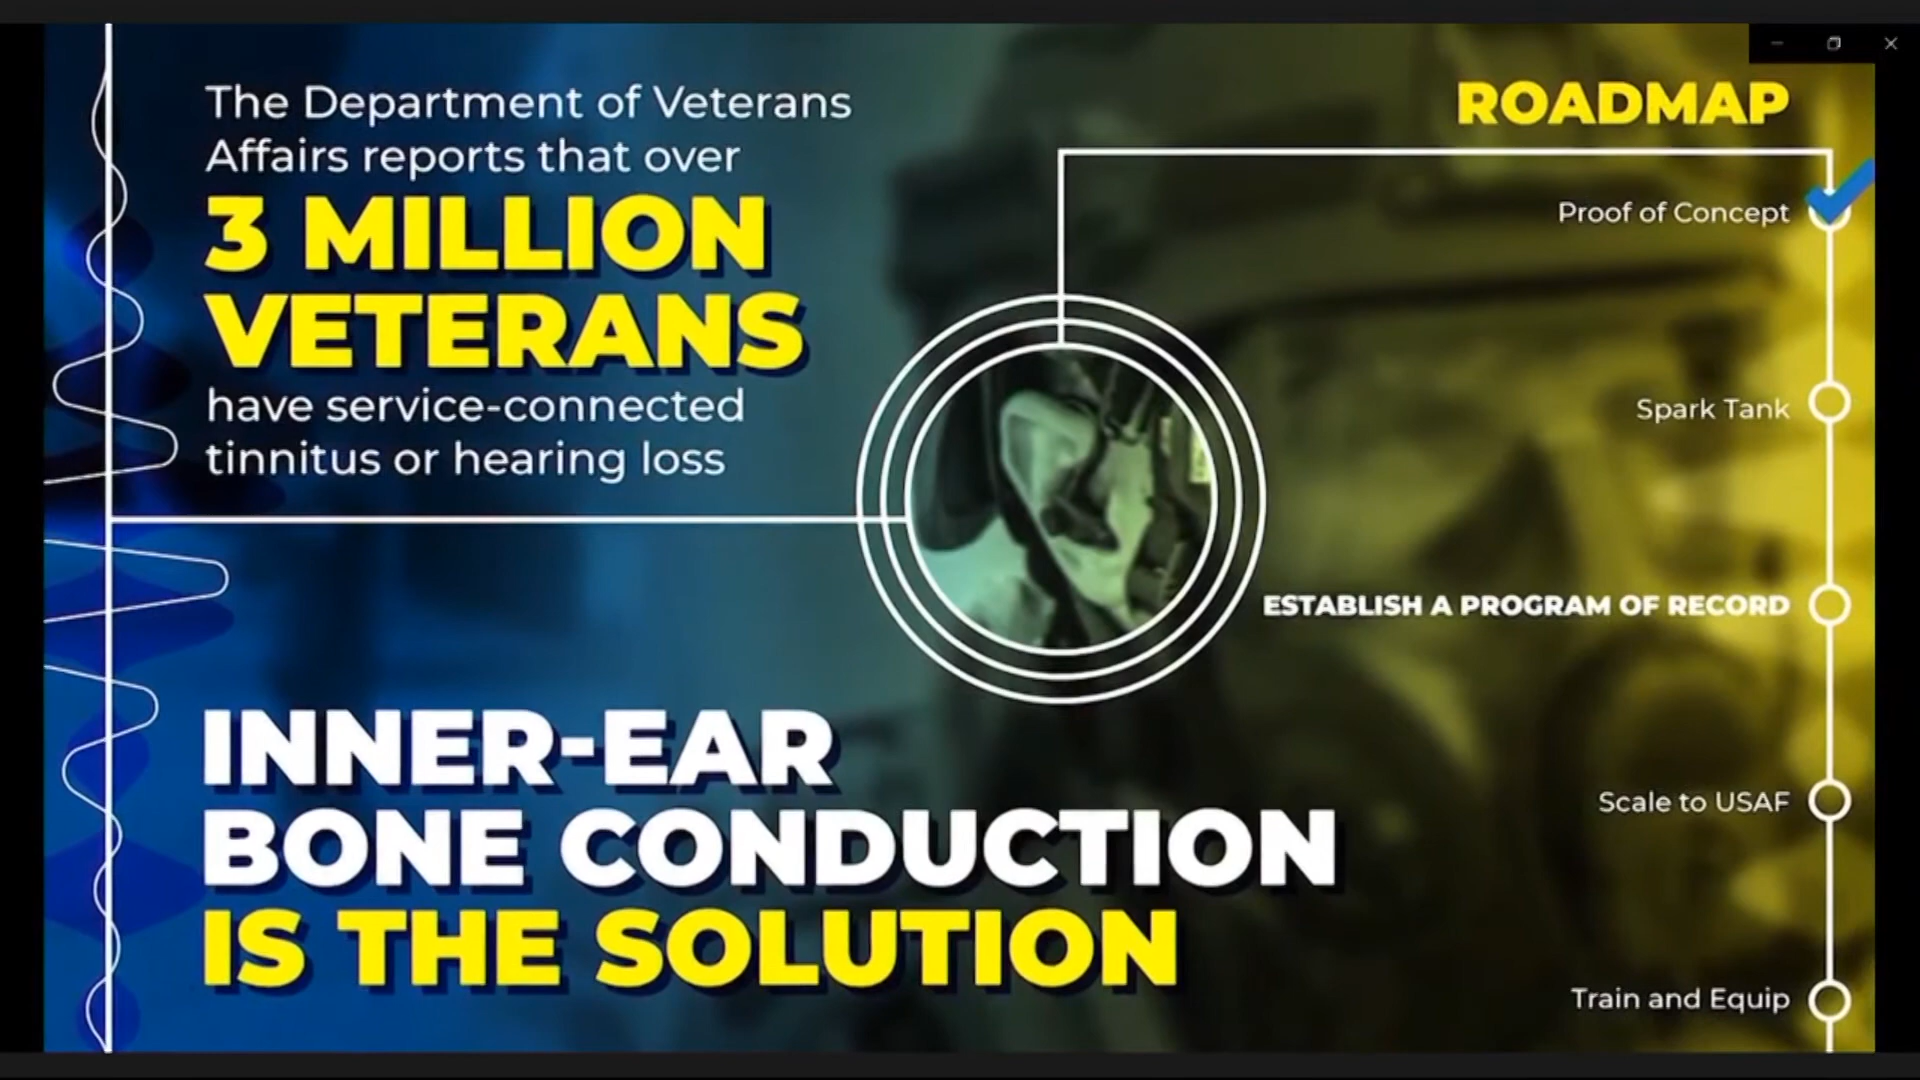 The Department of Veterans
Affairs reports that over
3 MILLION
VETERANS
have service-connected
tinnitus or hearing loss
INNER-EAR
BONE CONDUCTION
IS THE SOLUTION
ROADMAP
Proof of Concept
Spark Tank
ESTABLISH A PROGRAM OF RECORD
Scale to USAF
Train and Equip